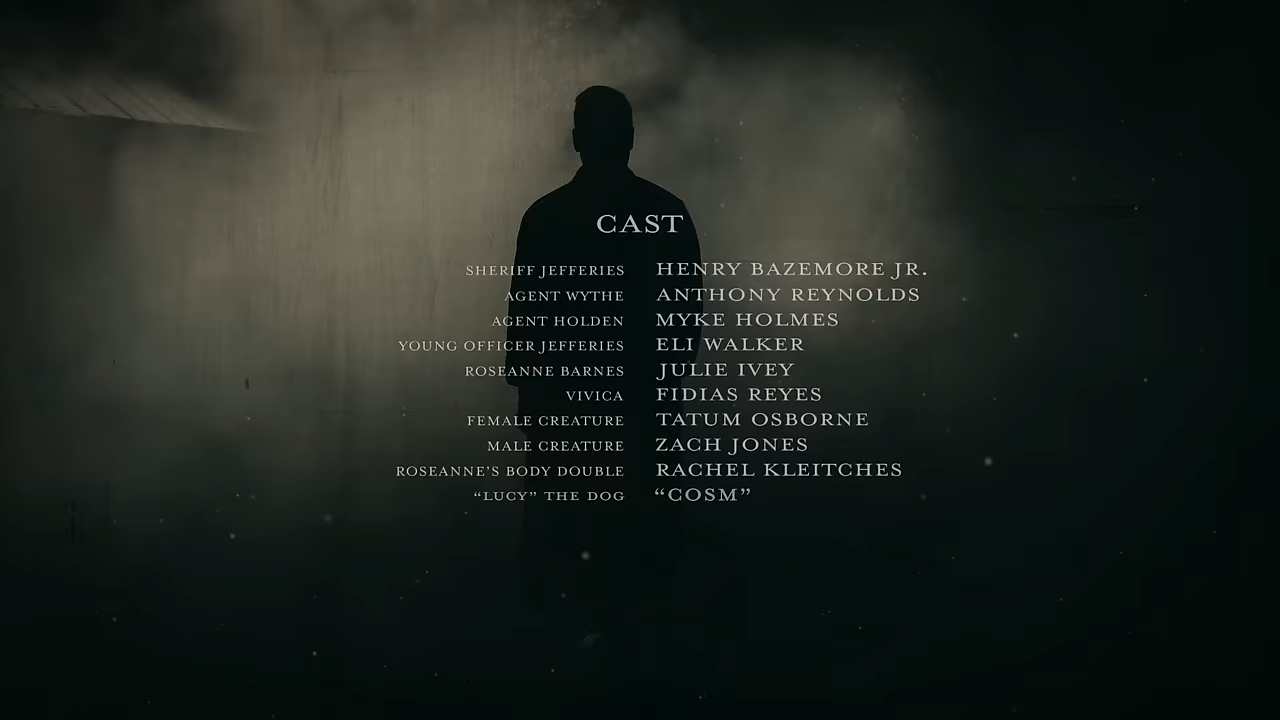 CAST
SHERIFF JEFFERIES HENRY BAZEMORE JR.
AGENT WYTHE ANTHONY REYNOLDS
AGENT HOLDEN MYKE HOLMES
YOUNG OFFICER JEFFERIES ELI WALKER
ROSEANNE BARNES JULIE IVEY
VIVICA FIDIAS REYES
FEMALE CREATURE TATUM OSBORNE
MALE CREATURE ZACH JONES
ROSEANNE’S BODY DOUBLE RACHEL KLEITCHES
“LUCY” THE DOG “COSM”